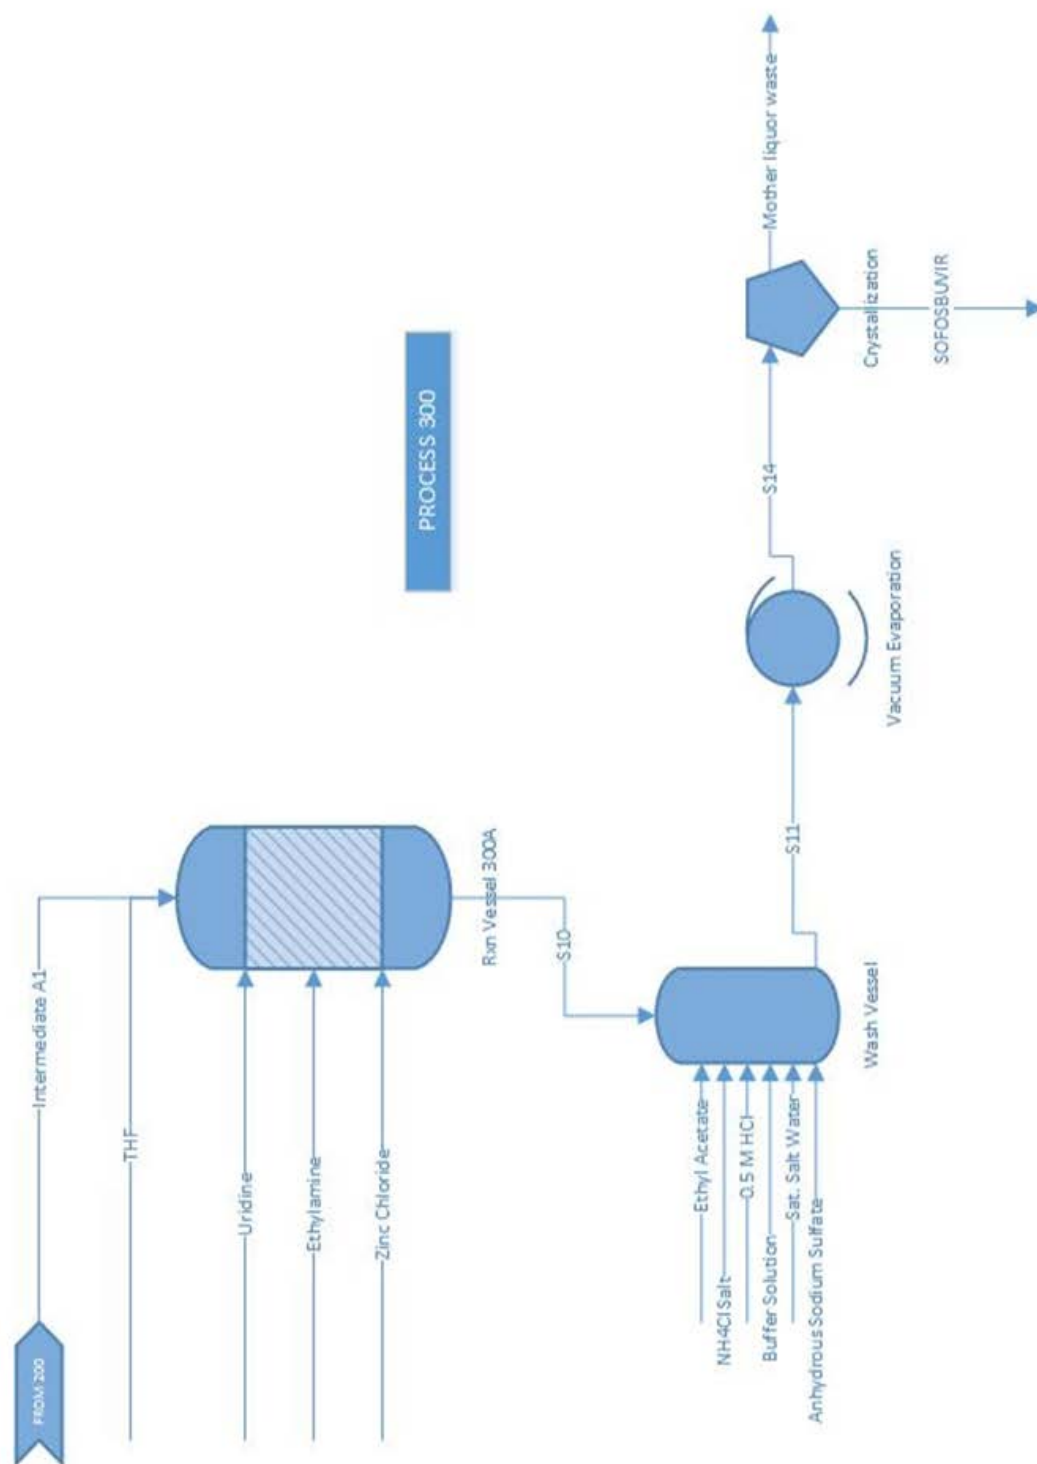 FROM 200
Intermediate A1
THF
Uridine
Ethylamine
Zinc Chloride
Rxn Vessel 300A
PROCESS 300
S10
Ethyl Acetate
NH4Cl Salt
0.5 M HCl
Buffer Solution
Sat. Salt Water
Anhydrous Sodium Sulfate
Wash Vessel
S11
Vacuum Evaporation
S14
Mother liquor waste
Crystallization
SOFOSBUVIR